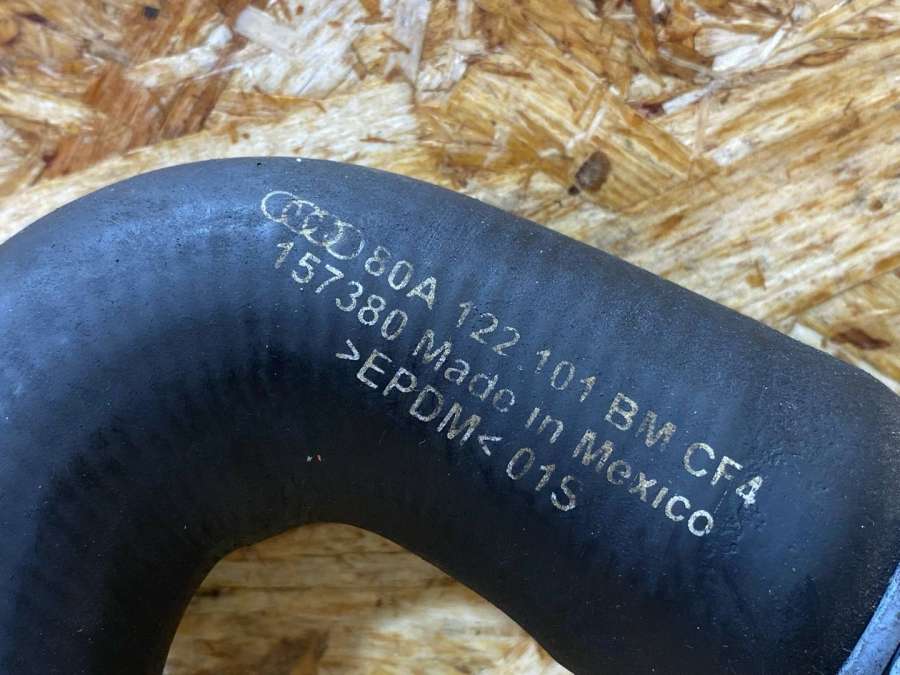 80A 122 101 BM CF4
157380 Made in Mexico
>EPDM< 01S